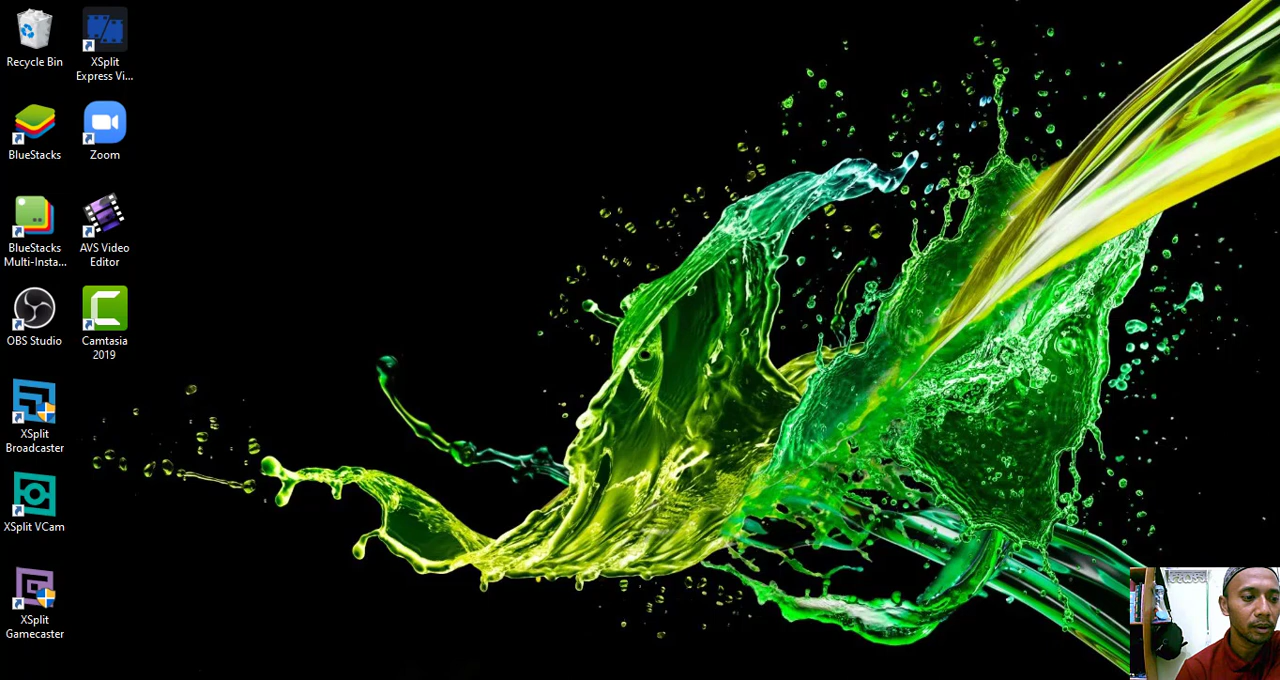 Recycle Bin
XSplit
Express Vi...
BlueStacks
Zoom
BlueStacks
Multi-Insta...
AVS Video
Editor
OBS Studio
Camtasia
2019
XSplit
Broadcaster
XSplit VCam
XSplit
Gamecaster